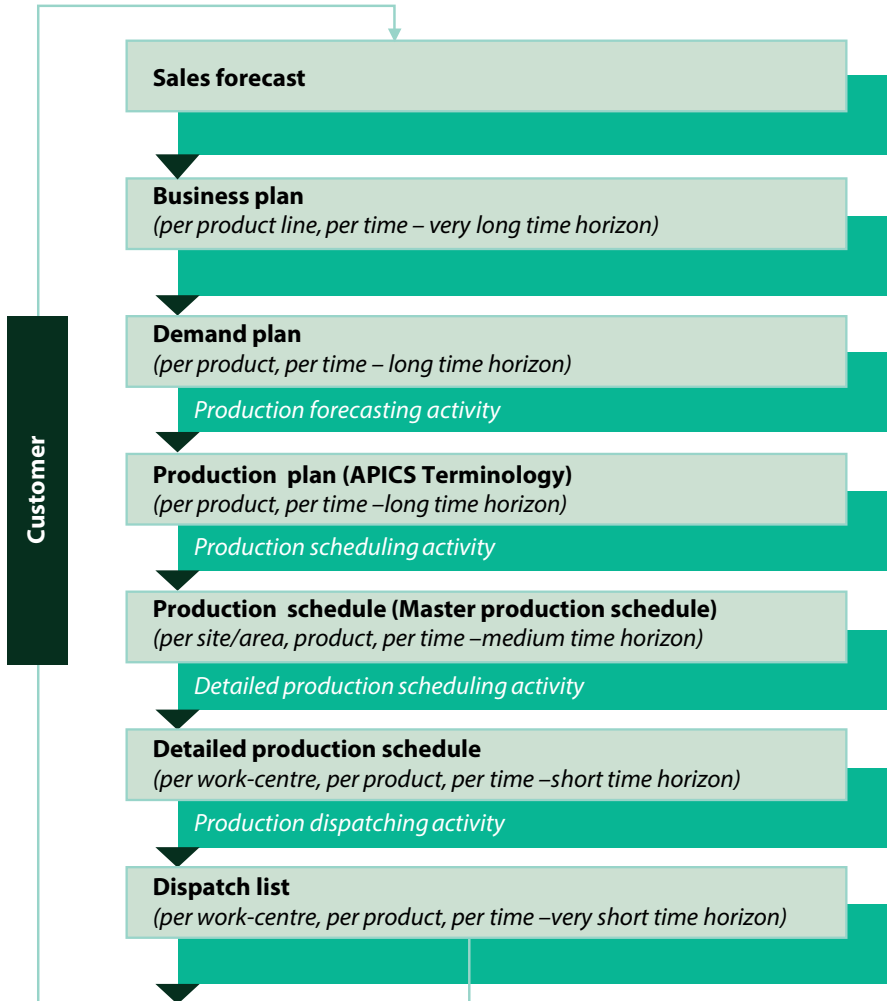 Sales forecast
Business plan
(per product line, per time – very long time horizon)
Demand plan
(per product, per time – long time horizon)
Production forecasting activity
Customer
Production  plan (APICS Terminology)
(per product, per time –long time horizon)
Production scheduling activity
Production  schedule (Master production schedule)
(per site/area, product, per time –medium time horizon)
Detailed production scheduling activity
Detailed production schedule
(per work-centre, per product, per time –short time horizon)
Production dispatching activity
Dispatch list
(per work-centre, per product, per time –very short time horizon)